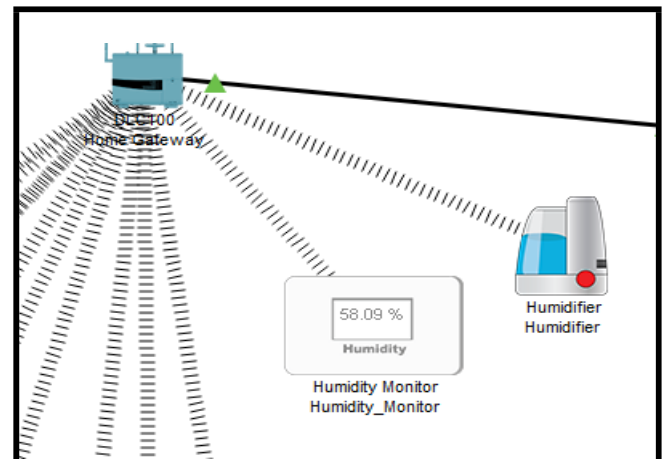 DLC100
Home Gateway
58.09 %
Humidity
Humidity Monitor
Humidity_Monitor
Humidifier
Humidifier